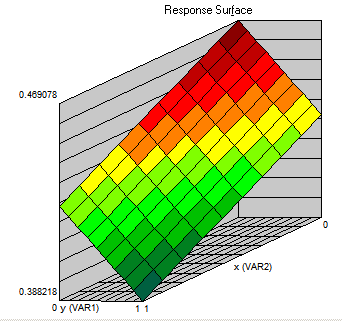 Response Surface
0.469078
0.388218
0 y (VAR1) 1 1
x (VAR2)
0